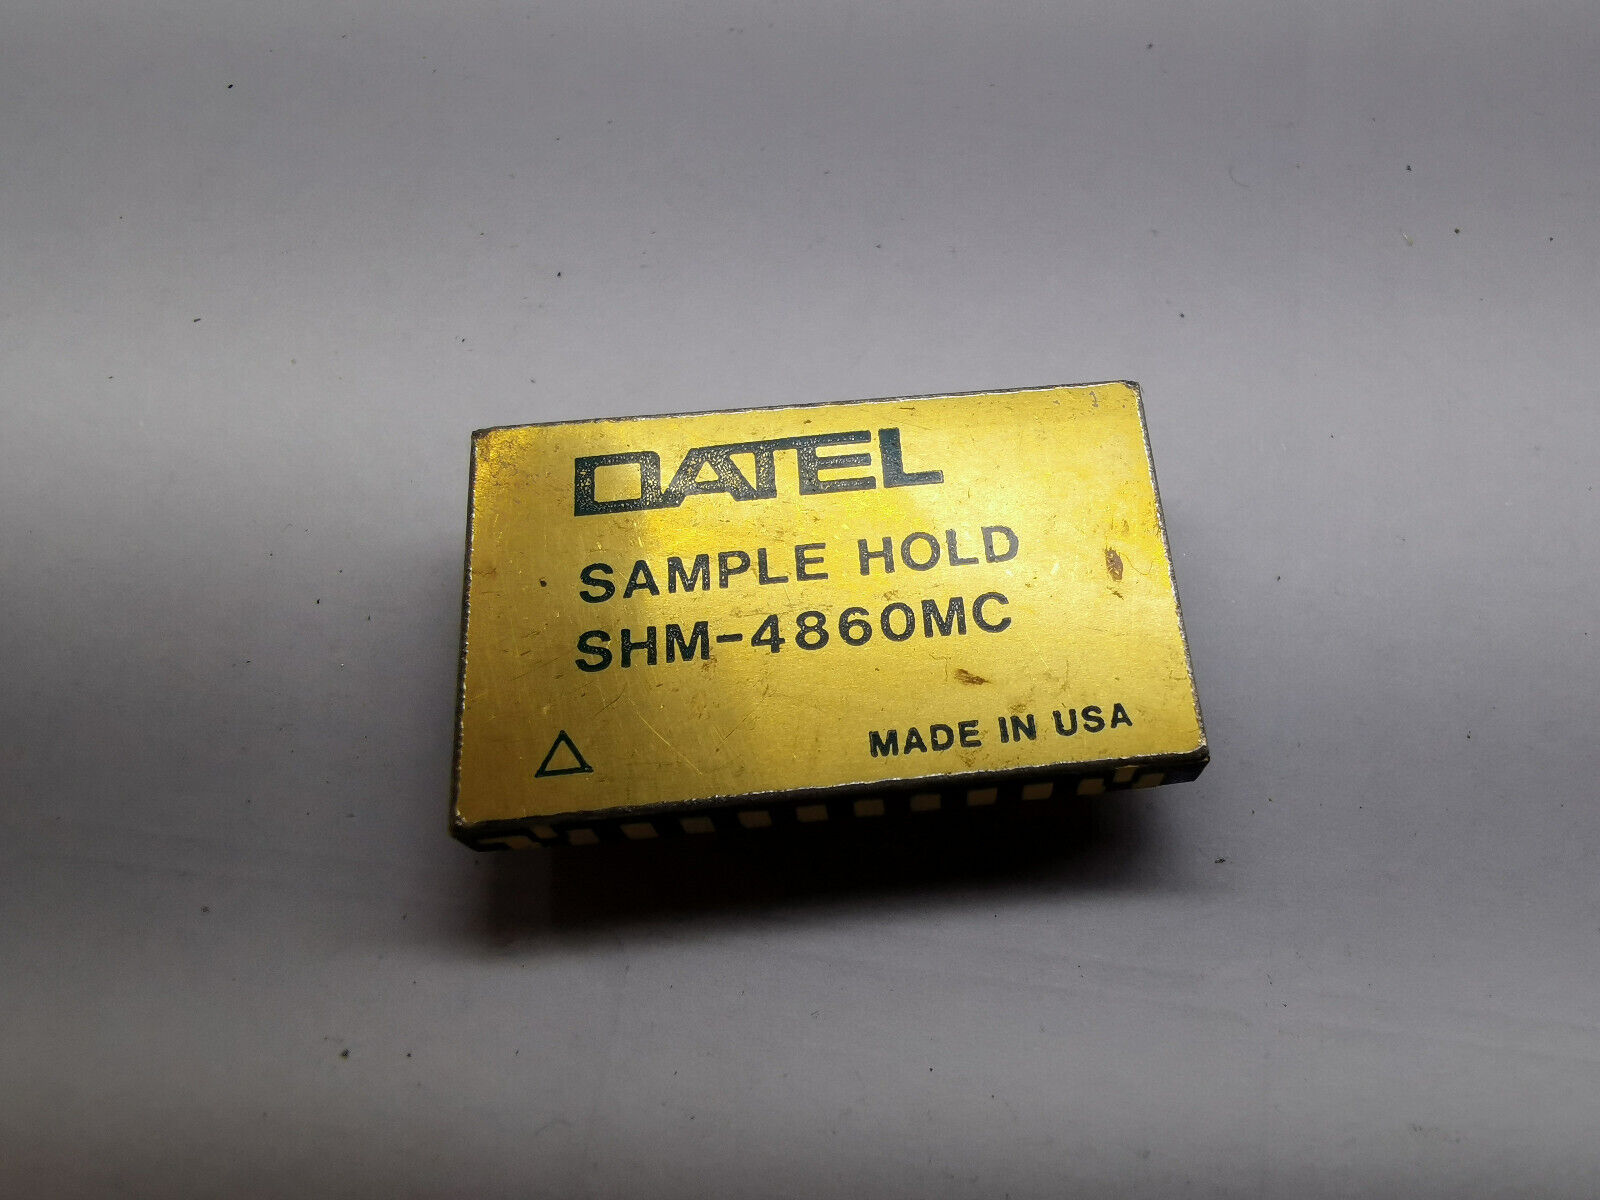 DATEL
SAMPLE HOLD
SHM-4860MC
MADE IN USA